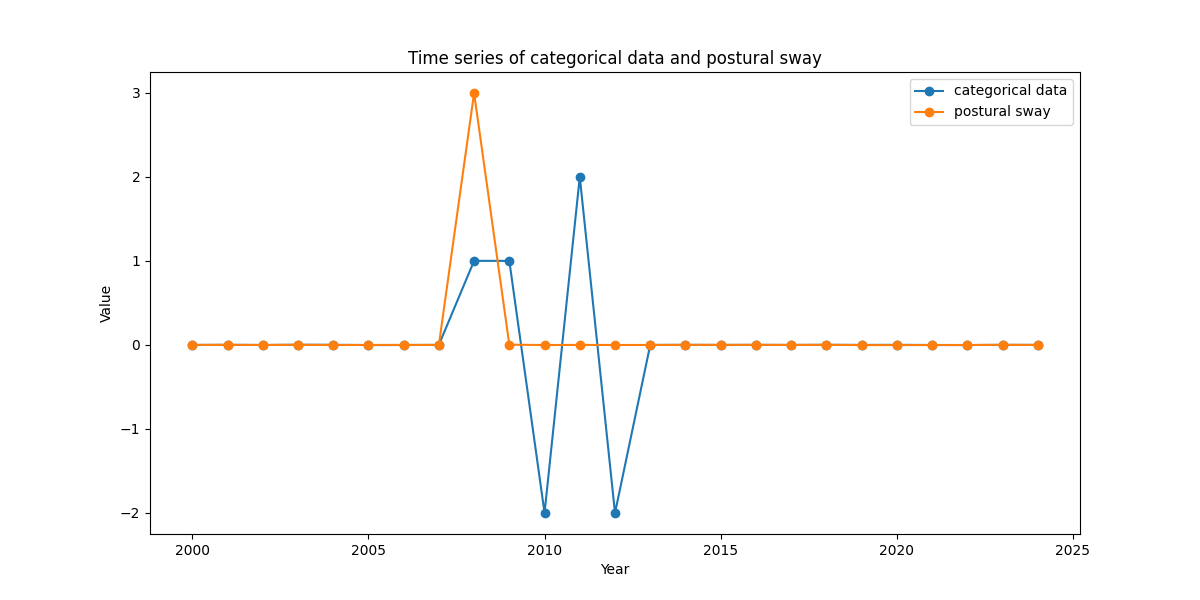 Time series of categorical data and postural sway
categorical data
postural sway
Value
3
2
1
0
−1
−2
2000
2005
2010
2015
2020
2025
Year